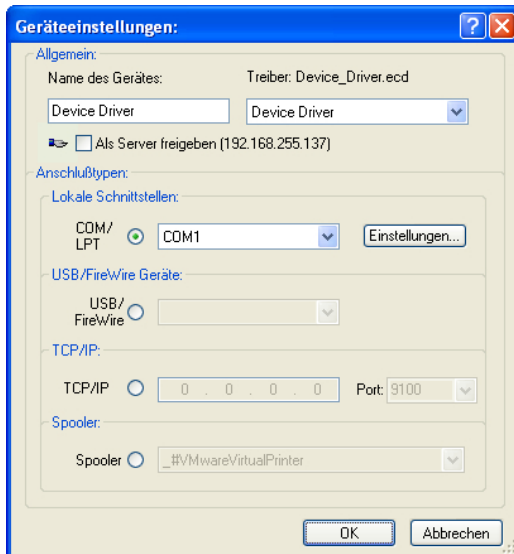 Geräteeinstellungen:
Allgemein:
Name des Gerätes: Treiber: Device_Driver.ecd
Device Driver Device Driver
Als Server freigeben (192.168.255.137)
Anschlußtypen:
Lokale Schnittstellen:
COM/
LPT COM1 Einstellungen...
USB/FireWire Geräte:
USB/
FireWire
TCP/IP:
TCP/IP 0 . 0 . 0 . 0 Port: 9100
Spooler:
Spooler _#VMwareVirtualPrinter
OK Abbrechen